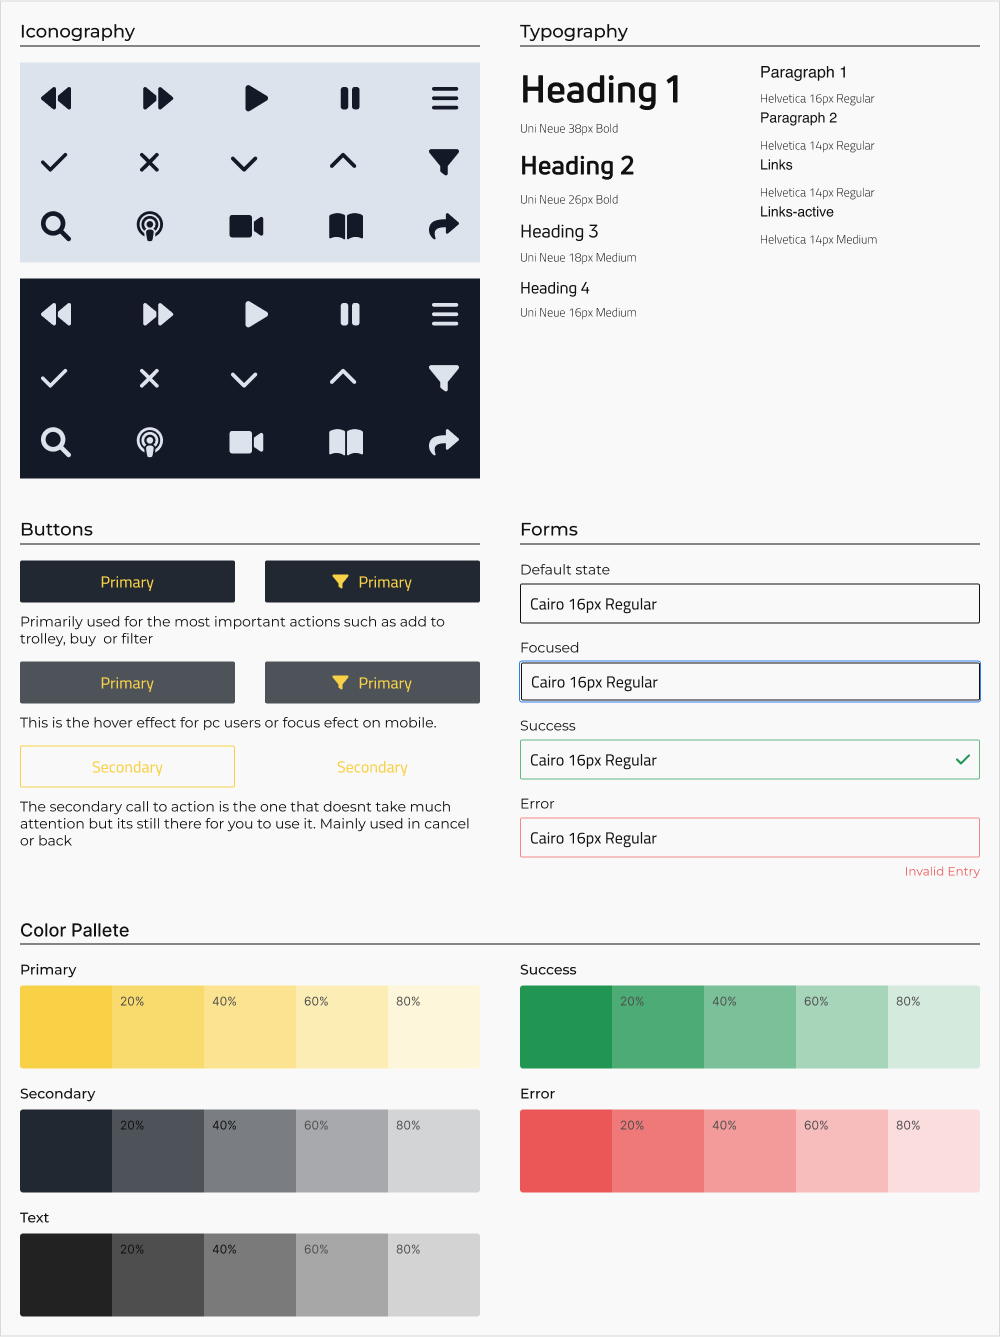 Iconography
Typography
Heading 1
Uni Neue 38px Bold
Heading 2
Uni Neue 26px Bold
Heading 3
Uni Neue 18px Medium
Heading 4
Uni Neue 16px Medium
Paragraph 1
Helvetica 16px Regular
Paragraph 2
Helvetica 14px Regular
Links
Helvetica 14px Regular
Links-active
Helvetica 14px Medium
Buttons
Primary
Primary
Primarily used for the most important actions such as add to
trolley, buy  or filter
Primary
Primary
This is the hover effect for pc users or focus efect on mobile.
Secondary
Secondary
The secondary call to action is the one that doesnt take much
attention but its still there for you to use it. Mainly used in cancel
or back
Forms
Default state
Cairo 16px Regular
Focused
Cairo 16px Regular
Success
Cairo 16px Regular
Error
Cairo 16px Regular
Invalid Entry
Color Pallete
Primary
20%
40%
60%
80%
Success
20%
40%
60%
80%
Secondary
20%
40%
60%
80%
Error
20%
40%
60%
80%
Text
20%
40%
60%
80%